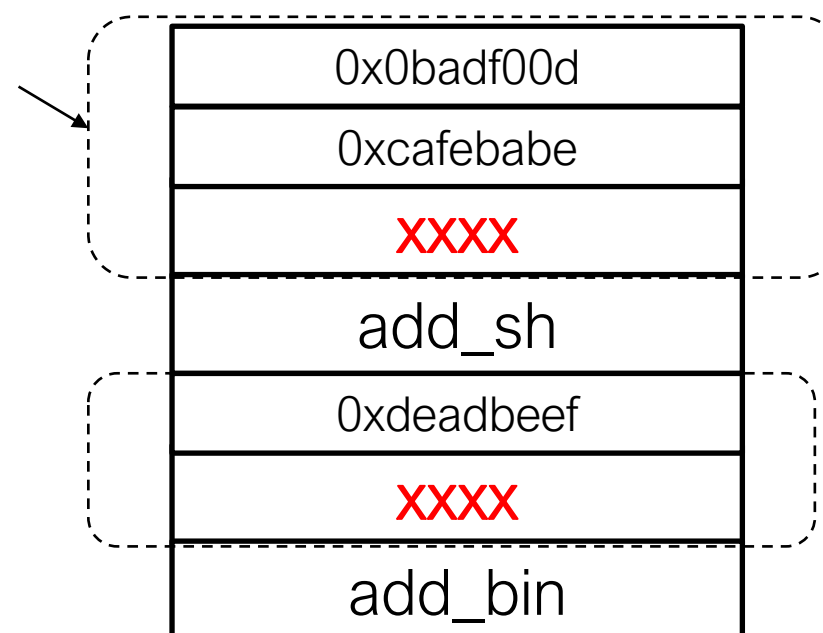 0x0badf00d
0xcafebabe
xxxx
add_sh
0xdeadbeef
xxxx
add_bin